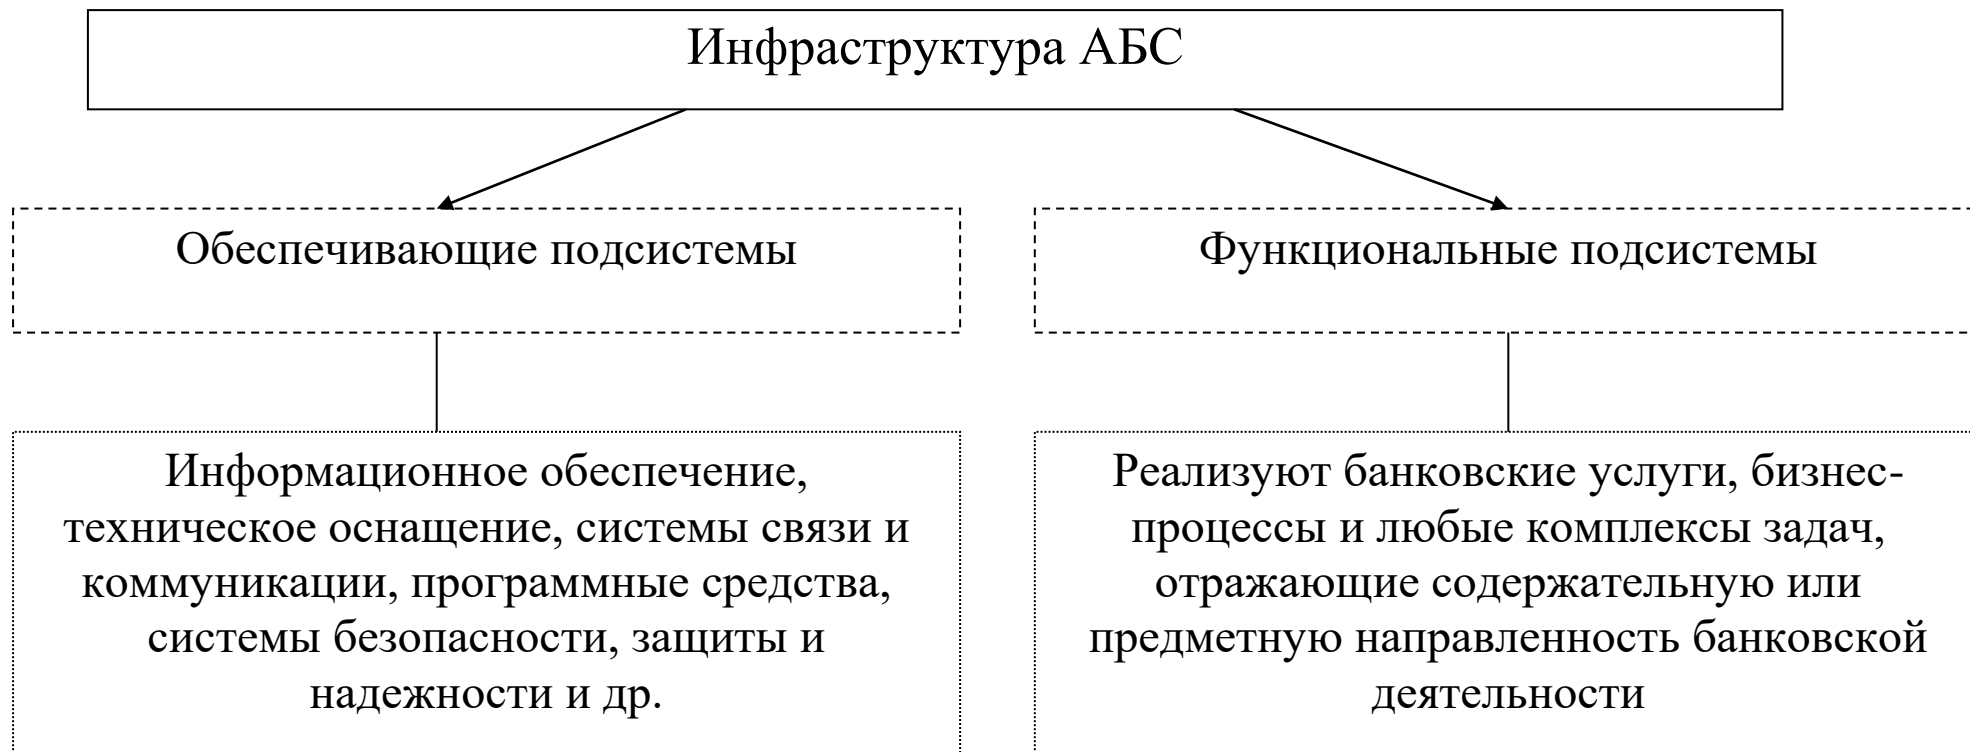 Инфраструктура АБС
Обеспечивающие подсистемы
Функциональные подсистемы
Информационное обеспечение,
техническое оснащение, системы связи и
коммуникации, программные средства,
системы безопасности, защиты и
надежности и др.
Реализуют банковские услуги, бизнес-
процессы и любые комплексы задач,
отражающие содержательную или
предметную направленность банковской
деятельности